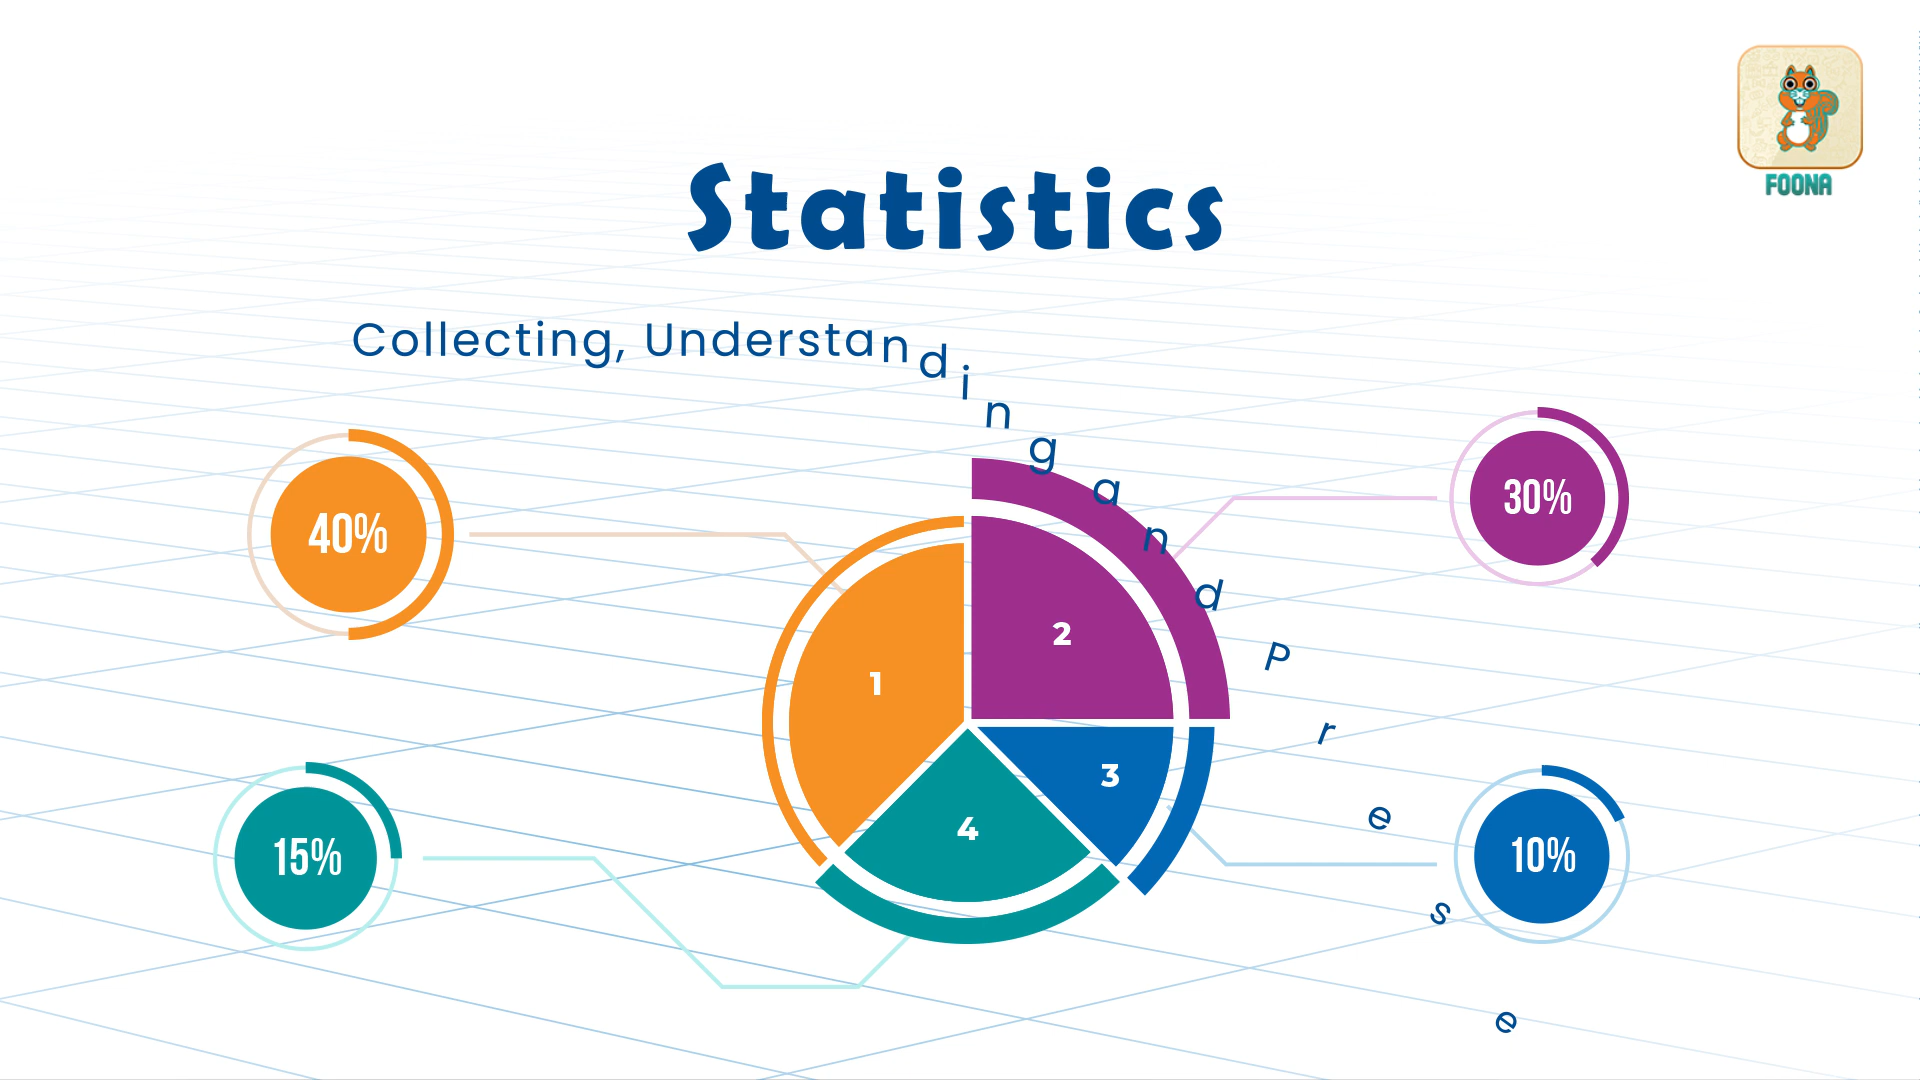 FOONA
Statistics
Collecting, Understanding and Prese
40%
30%
1
2
3
4
15%
10%